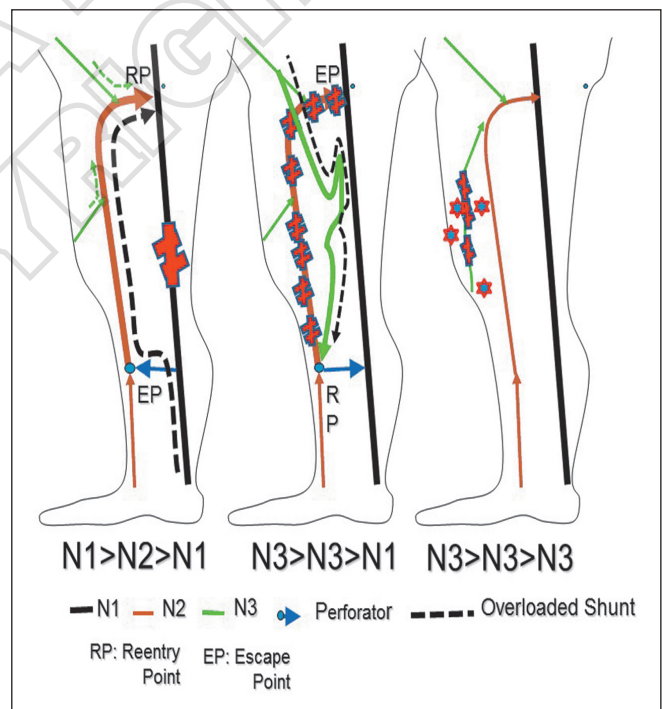 RP
EP
EP
R
P
N1>N2>N1
N3>N3>N1
N3>N3>N3
N1
N2
N3
Perforator
Overloaded Shunt
RP: Reentry
Point
EP: Escape
Point